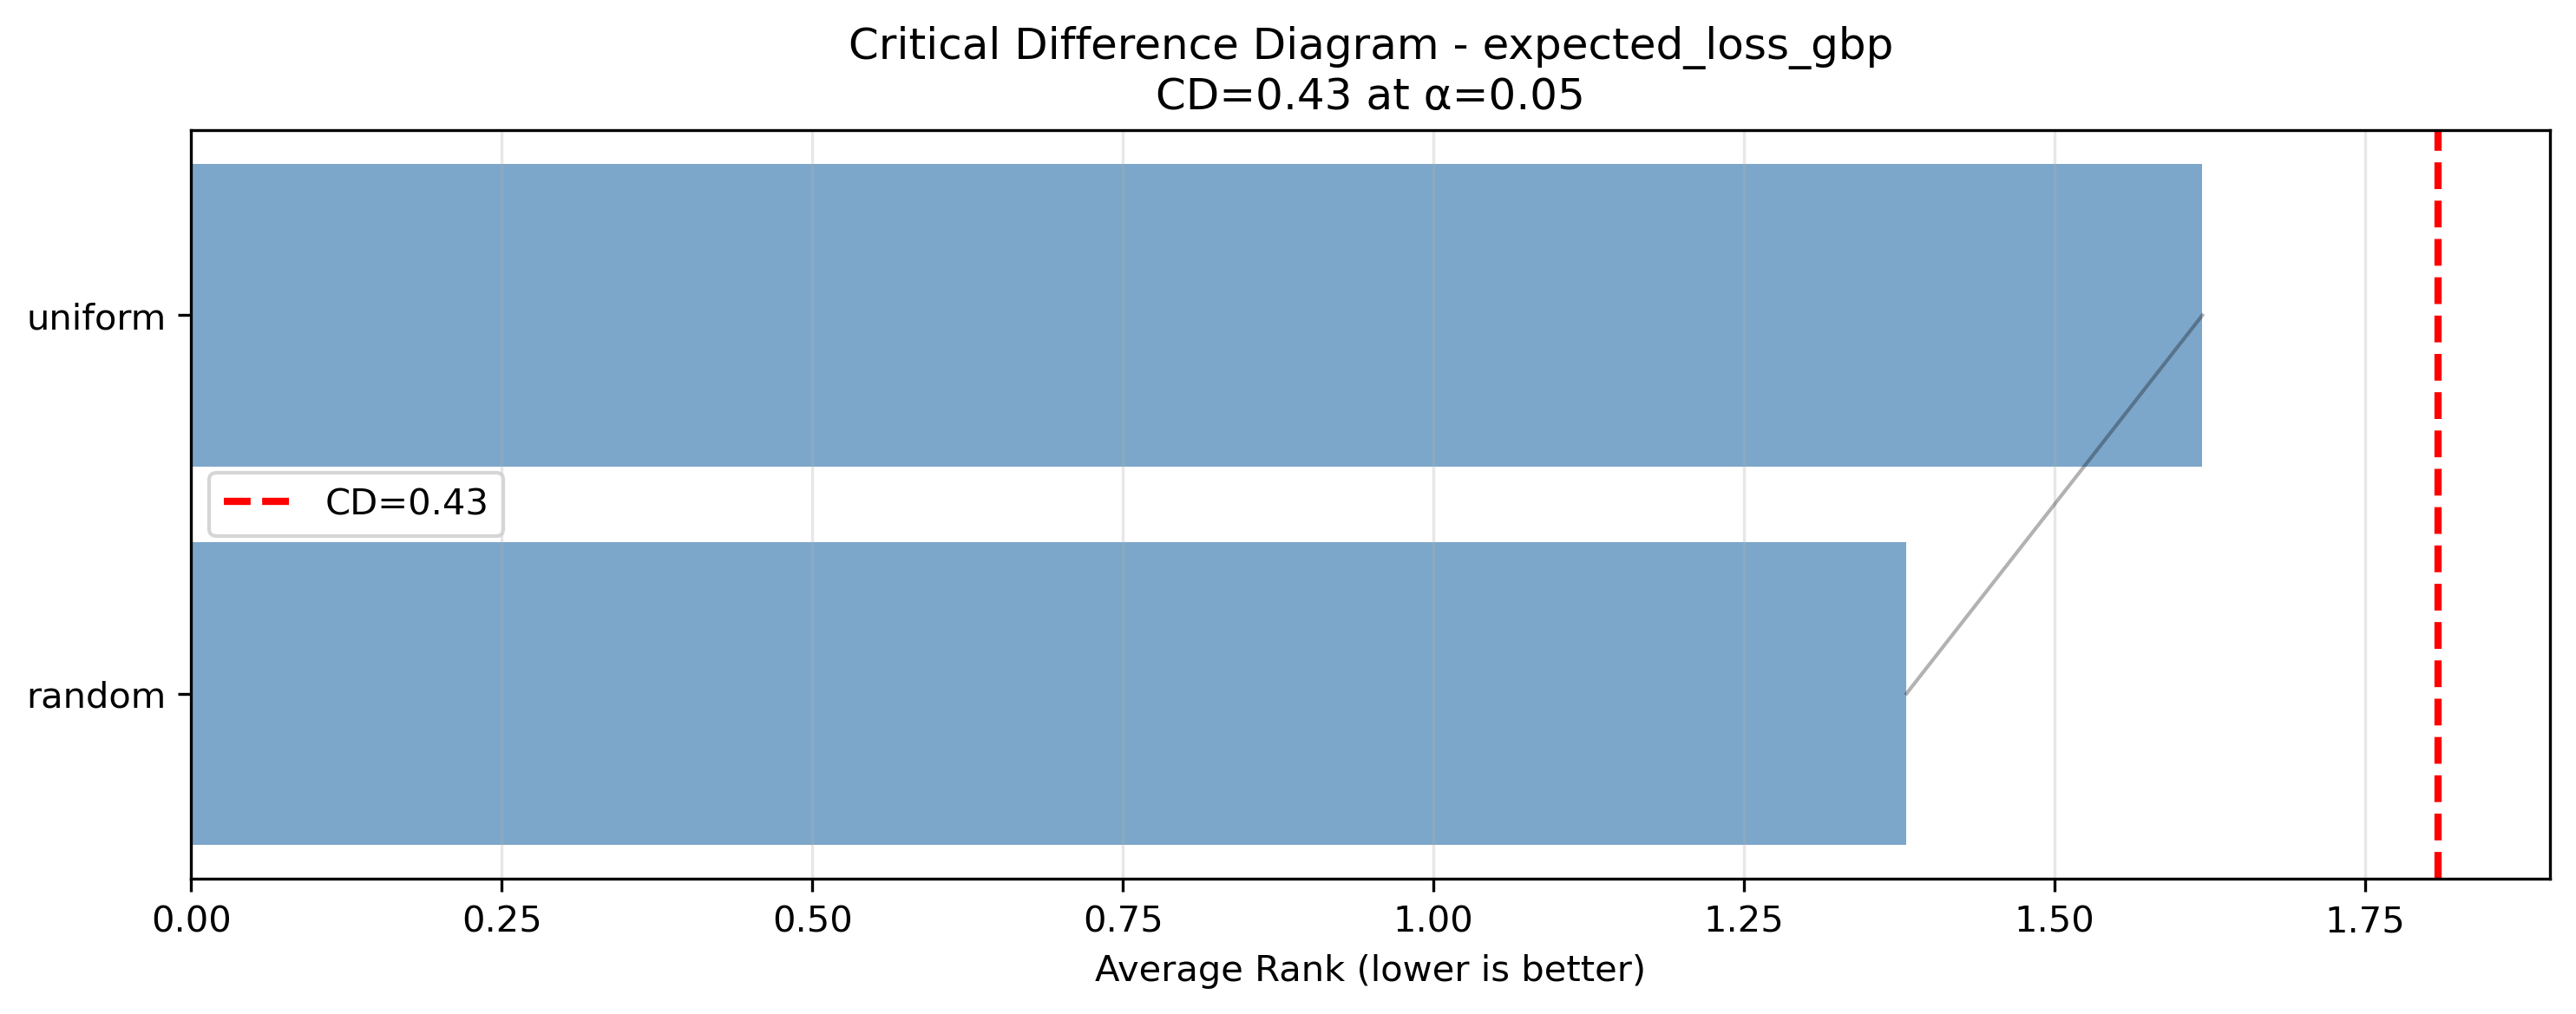 Critical Difference Diagram - expected_loss_gbp
CD=0.43 at α=0.05
uniform
CD=0.43
random
0.00 0.25 0.50 0.75 1.00 1.25 1.50 1.75
Average Rank (lower is better)